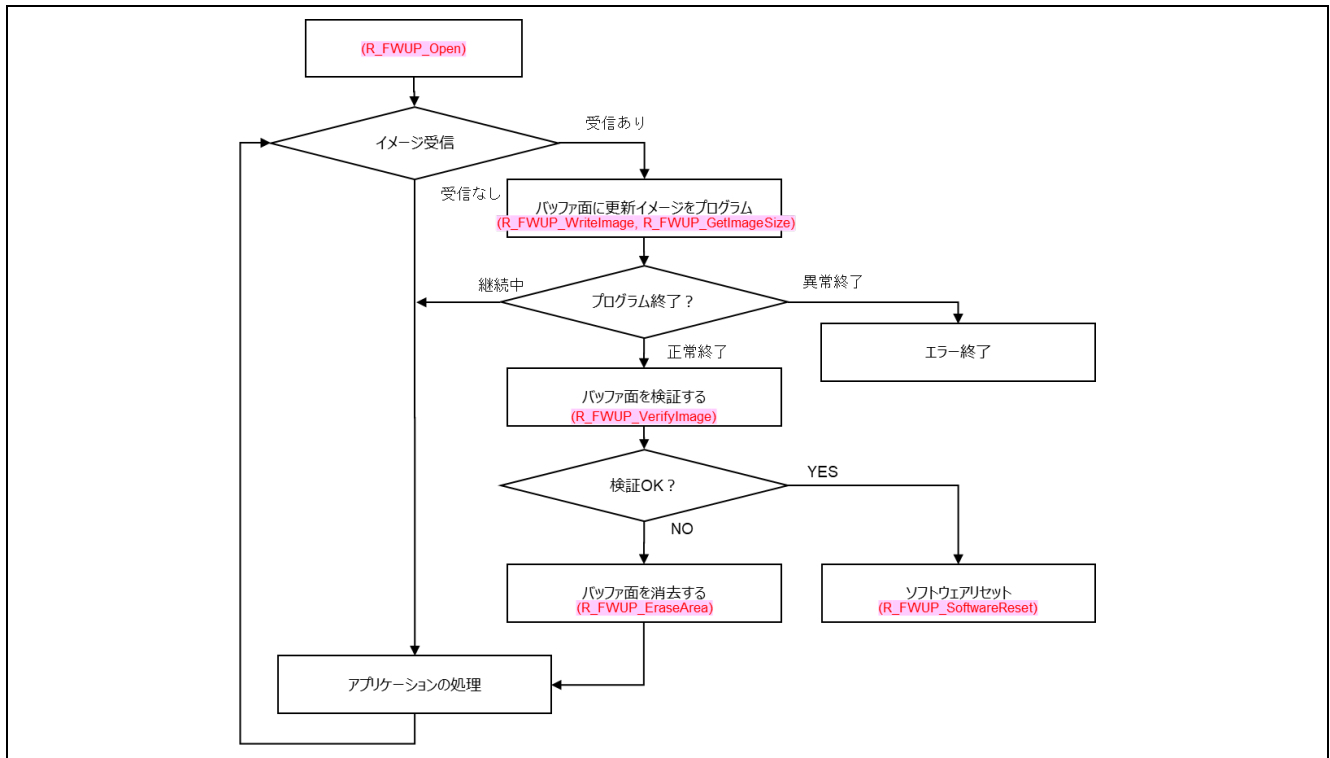 (R_FWUP_Open)
イメージ受信
受信あり
受信なし
バッファ面に更新イメージをプログラム
(R_FWUP_WriteImage, R_FWUP_GetImageSize)
継続中
プログラム終了？
異常終了
エラー終了
正常終了
バッファ面を検証する
(R_FWUP_VerifyImage)
検証OK？
YES
NO
バッファ面を消去する
(R_FWUP_EraseArea)
ソフトウェアリセット
(R_FWUP_SoftwareReset)
アプリケーションの処理